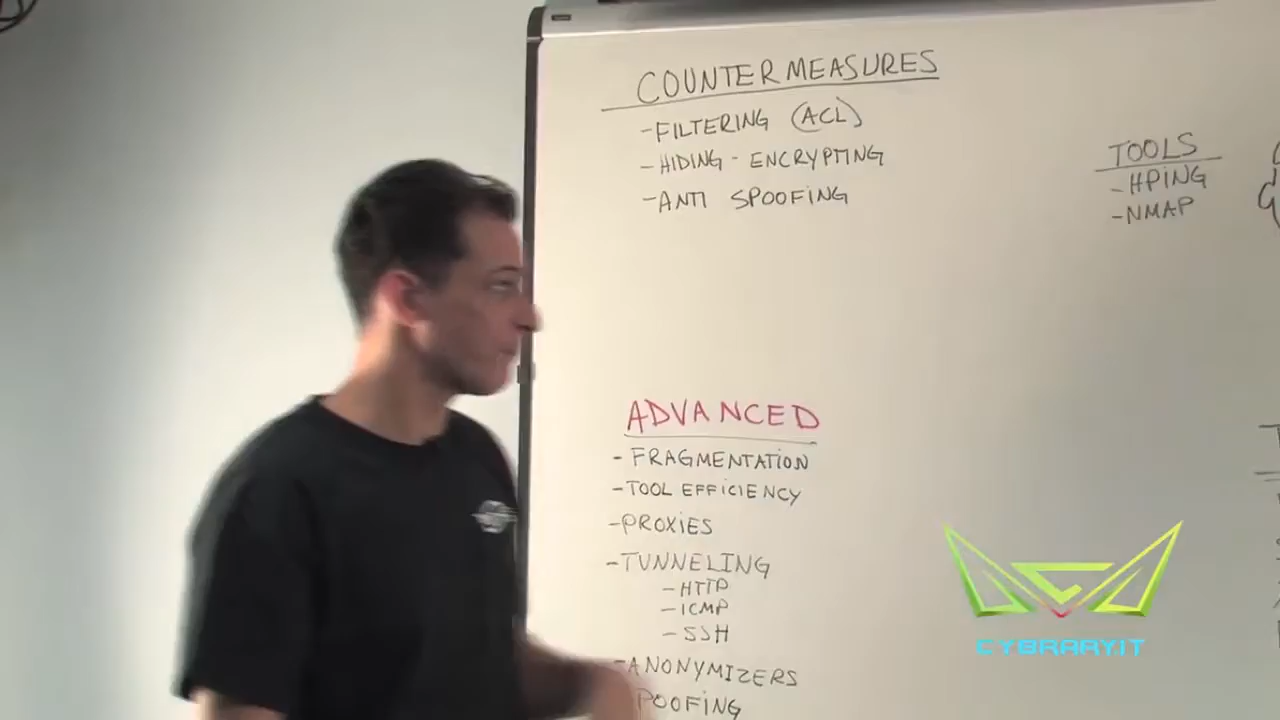 COUNTERMEASURES
-FILTERING (ACL)
-HIDING - ENCRYPTING
-ANTI SPOOFING
TOOLS
-HPING
-NMAP
ADVANCED
-FRAGMENTATION
-TOOL EFFICIENCY
-PROXIES
-TUNNELING
-HTTP
-ICMP
-SSH
-ANONYMIZERS
POOFING
CYBRARY.IT